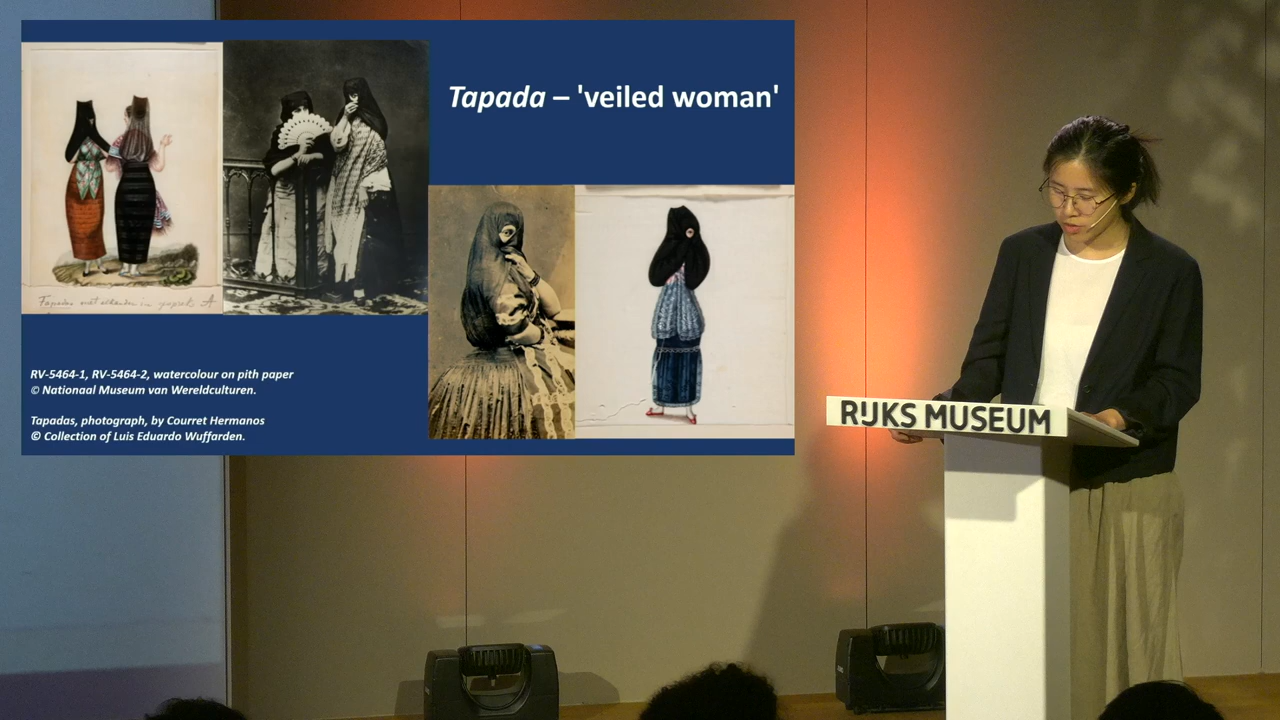 Tapada – 'veiled woman'
Tapadas
A
RV-5464-1, RV-5464-2, watercolour on pith paper
© Nationaal Museum van Wereldculturen.
Tapadas, photograph, by Courret Hermanos
© Collection of Luis Eduardo Wuffarden.
RIJKS MUSEUM